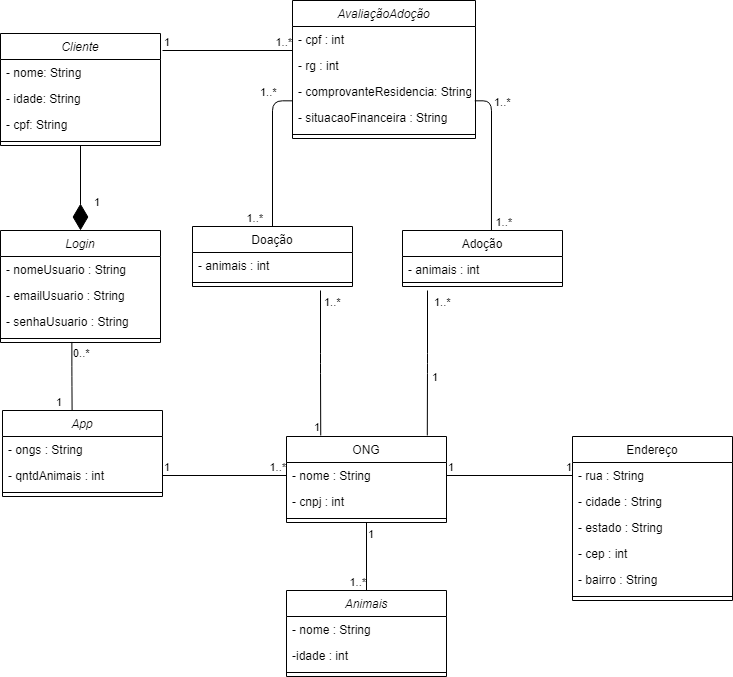 AvaliaçãoAdoção
- cpf : int
- rg : int
- comprovanteResidencia: String
- situacaoFinanceira : String
Cliente
- nome: String
- idade: String
- cpf: String
1
1..*
1..*
1..*
1
1..*
1..*
Login
- nomeUsuario : String
- emailUsuario : String
- senhaUsuario : String
Doação
- animais : int
Adoção
- animais : int
0..*
1
1..*
1
1..*
1
App
- ongs : String
- qntdAnimais : int
1
1..*
ONG
- nome : String
- cnpj : int
1
1
Endereço
- rua : String
- cidade : String
- estado : String
- cep : int
- bairro : String
1
1..*
Animais
- nome : String
-idade : int